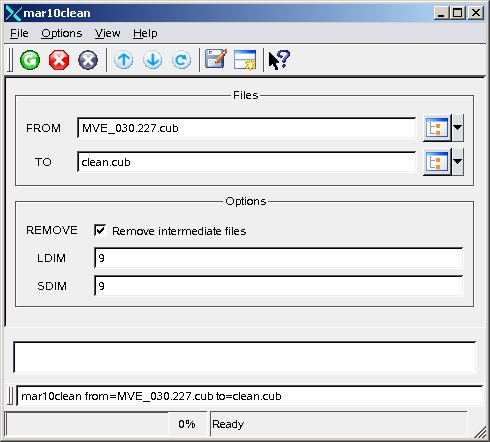 mar10clean
File Options View Help
Files
FROM MVE_030.227.cub
TO clean.cub
Options
REMOVE Remove intermediate files
LDIM 9
SDIM 9
mar10clean from=MVE_030.227.cub to=clean.cub
0% Ready